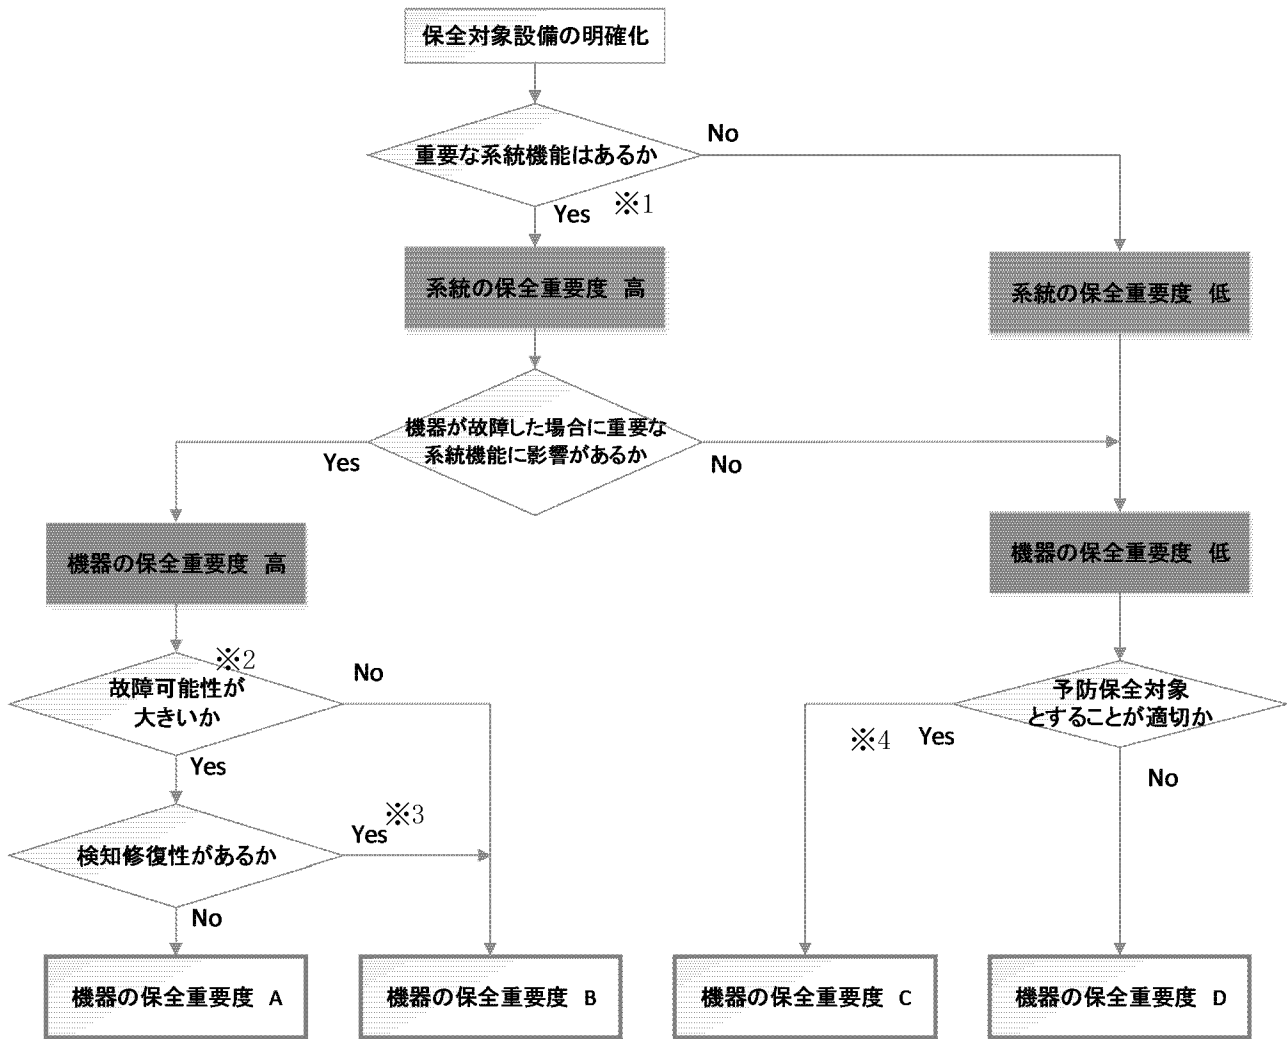 保全対象設備の明確化
重要な系統機能はあるか
No
Yes ※1
系統の保全重要度 高
系統の保全重要度 低
機器が故障した場合に重要な
系統機能に影響があるか
Yes
No
機器の保全重要度 高
機器の保全重要度 低
※2
故障可能性が
大きいか
No
Yes
予防保全対象
とすることが適切か
※4 Yes
No
検知修復性があるか
Yes ※3
No
機器の保全重要度 A
機器の保全重要度 B
機器の保全重要度 C
機器の保全重要度 D